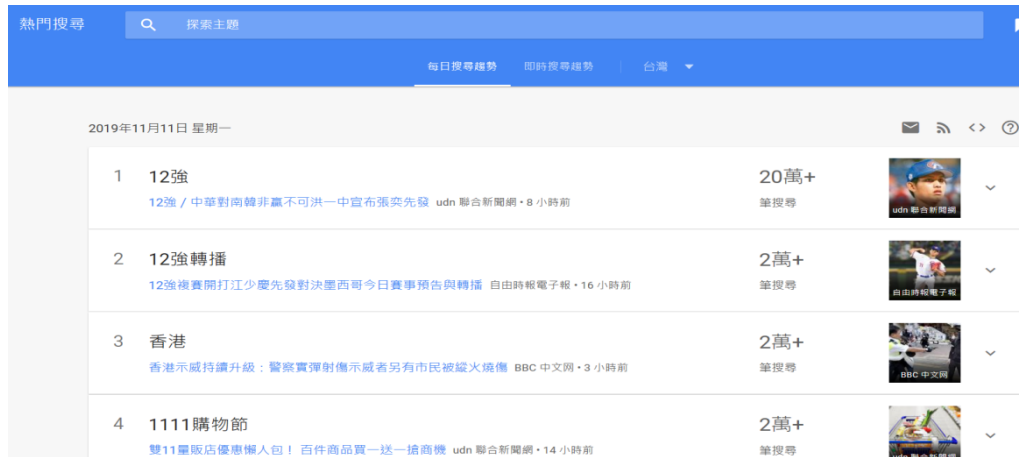 熱門搜尋
探索主題
每日搜尋趨勢 即時搜尋趨勢 台灣
2019年11月11日 星期一
1 12強 20萬+
12強 / 中華對南韓非贏不可洪一中宣布張奕先發 udn 聯合新聞網 • 8 小時前 筆搜尋
udn 聯合新聞網
2 12強轉播 2萬+
12強複賽開打江少慶先發對決墨西哥今日賽事預告與轉播 自由時報電子報 • 16 小時前 筆搜尋
自由時報電子報
3 香港 2萬+
香港示威持續升級：警察實彈射傷示威者另有市民被縱火燒傷 BBC 中文网 • 3 小時前 筆搜尋
BBC 中文网
4 1111購物節 2萬+
雙11量販店優惠懶人包！ 百件商品買一送一搶商機 udn 聯合新聞網 • 14 小時前 筆搜尋
udn 聯合新聞網